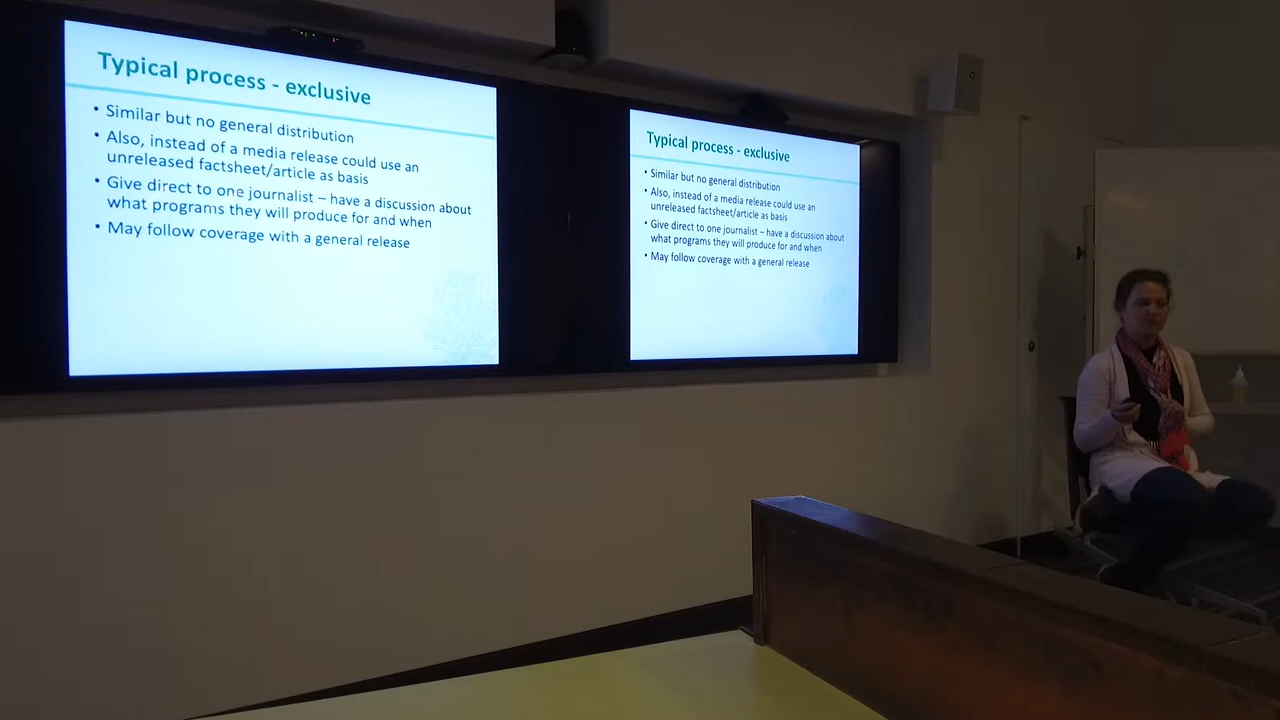 Typical process - exclusive
• Similar but no general distribution
• Also, instead of a media release could use an
unreleased factsheet/article as basis
• Give direct to one journalist – have a discussion about
what programs they will produce for and when
• May follow coverage with a general release
Typical process - exclusive
• Similar but no general distribution
• Also, instead of a media release could use an
unreleased factsheet/article as basis
• Give direct to one journalist – have a discussion about
what programs they will produce for and when
• May follow coverage with a general release